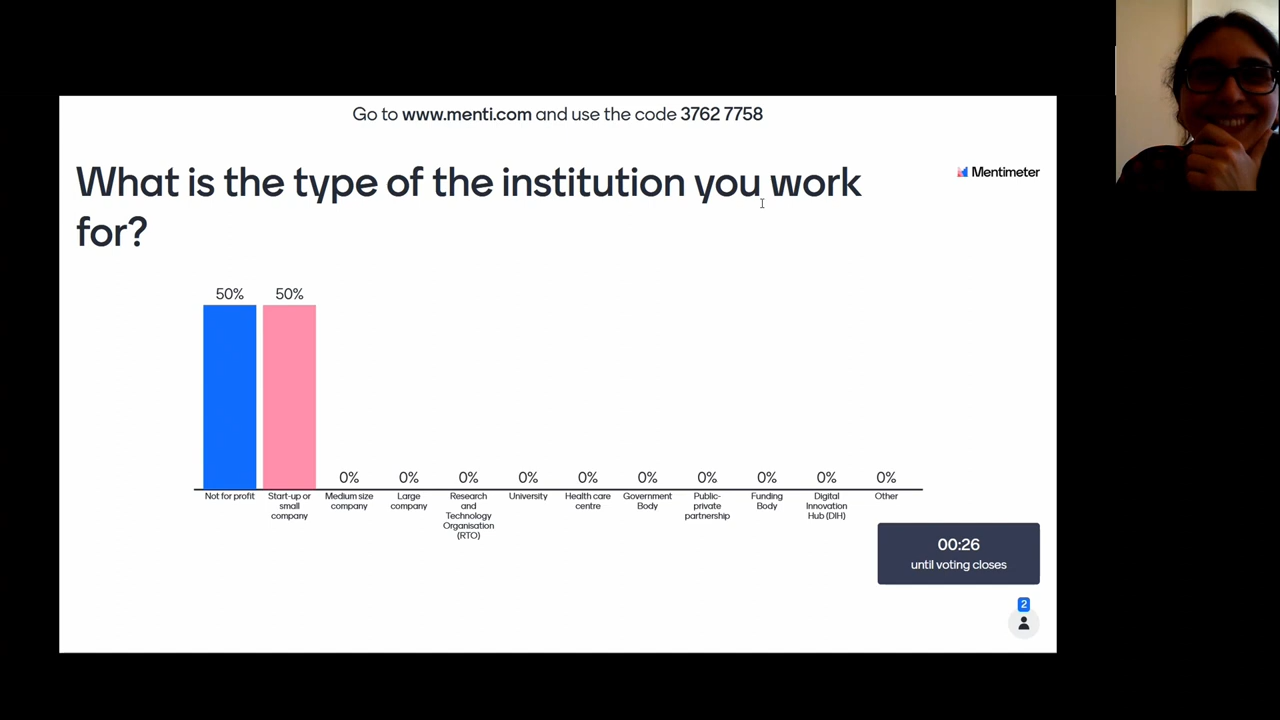 Go to www.menti.com and use the code 3762 7758
What is the type of the institution you work
for?
Mentimeter
50% 50% 0% 0% 0% 0% 0% 0% 0% 0% 0% 0%
Not for profit
Start-up or
small
company
Medium size
company
Large
company
Research
and
Technology
Organisation
(RTO)
University
Health care
centre
Government
Body
Public-
private
partnership
Funding
Body
Digital
Innovation
Hub (DIH)
Other
00:26
until voting closes
2